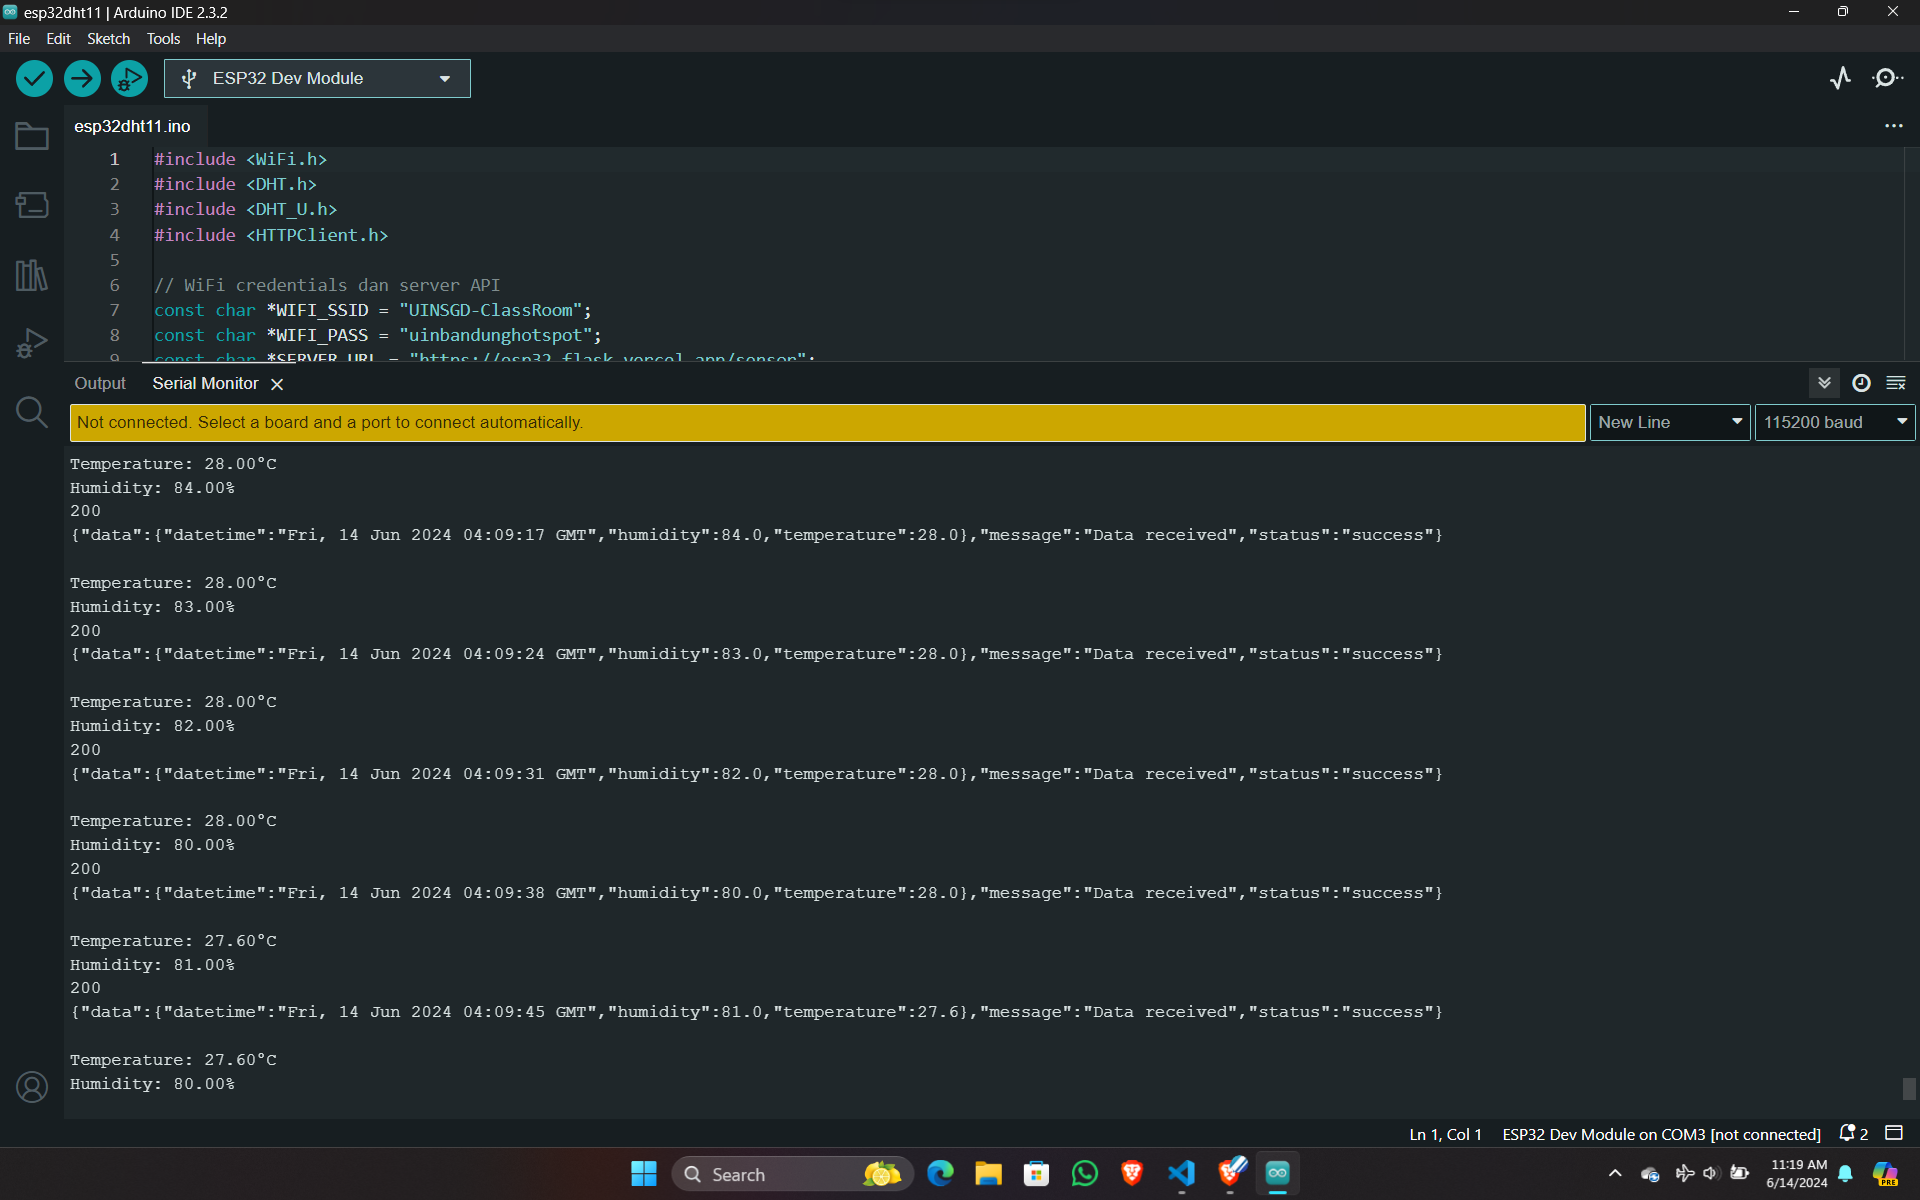 esp32dht11 | Arduino IDE 2.3.2
File Edit Sketch Tools Help
ESP32 Dev Module
esp32dht11.ino
1 #include <WiFi.h>
2 #include <DHT.h>
3 #include <DHT_U.h>
4 #include <HTTPClient.h>
5
6 // WiFi credentials dan server API
7 const char *WIFI_SSID = "UINSGD-ClassRoom";
8 const char *WIFI_PASS = "uinbandunghotspot";
9 const char *SERVER_URL = "https://esp32-flask.vercel.app/sensor";
Output Serial Monitor
Not connected. Select a board and a port to connect automatically. New Line 115200 baud
Temperature: 28.00°C
Humidity: 84.00%
200
{"data":{"datetime":"Fri, 14 Jun 2024 04:09:17 GMT","humidity":84.0,"temperature":28.0},"message":"Data received","status":"success"}
Temperature: 28.00°C
Humidity: 83.00%
200
{"data":{"datetime":"Fri, 14 Jun 2024 04:09:24 GMT","humidity":83.0,"temperature":28.0},"message":"Data received","status":"success"}
Temperature: 28.00°C
Humidity: 82.00%
200
{"data":{"datetime":"Fri, 14 Jun 2024 04:09:31 GMT","humidity":82.0,"temperature":28.0},"message":"Data received","status":"success"}
Temperature: 28.00°C
Humidity: 80.00%
200
{"data":{"datetime":"Fri, 14 Jun 2024 04:09:38 GMT","humidity":80.0,"temperature":28.0},"message":"Data received","status":"success"}
Temperature: 27.60°C
Humidity: 81.00%
200
{"data":{"datetime":"Fri, 14 Jun 2024 04:09:45 GMT","humidity":81.0,"temperature":27.6},"message":"Data received","status":"success"}
Temperature: 27.60°C
Humidity: 80.00%
Ln 1, Col 1 ESP32 Dev Module on COM3 [not connected] 2
Search
11:19 AM
6/14/2024
PRE